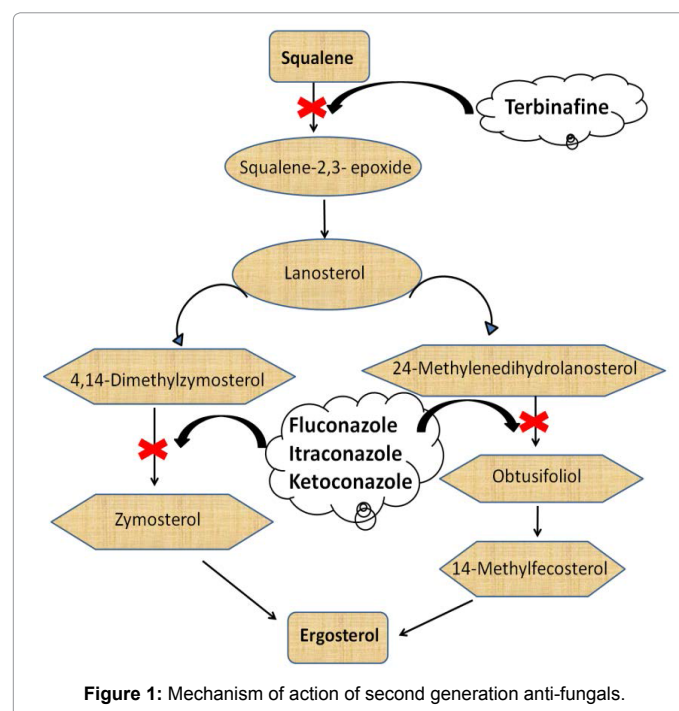 Squalene
Terbinafine
Squalene-2,3- epoxide
Lanosterol
4,14-Dimethylzymosterol
24-Methylenedihydrolanosterol
Fluconazole
Itraconazole
Ketoconazole
Obtusifoliol
Zymosterol
14-Methylfecosterol
Ergosterol
Figure 1: Mechanism of action of second generation anti-fungals.